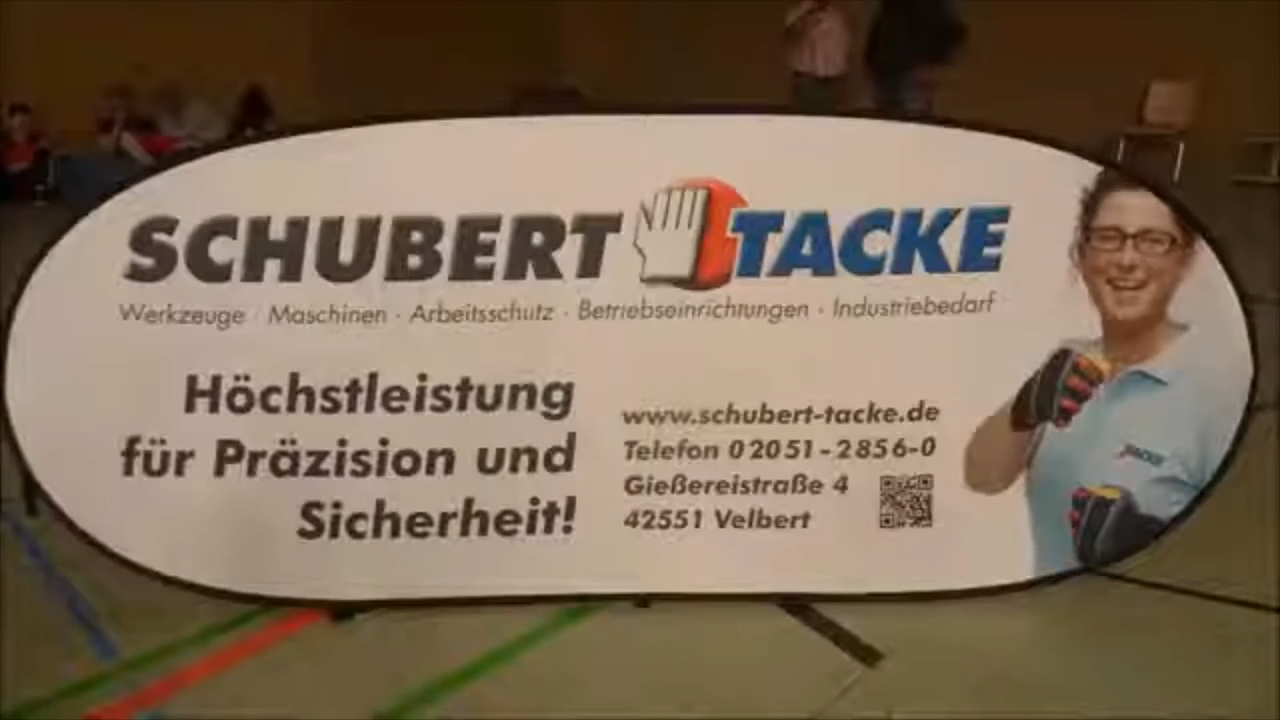 SCHUBERT TACKE
Werkzeuge · Maschinen · Arbeitsschutz · Betriebseinrichtungen · Industriebedarf
Höchstleistung
für Präzision und
Sicherheit!
www.schubert-tacke.de
Telefon 02051-2856-0
Gießereistraße 4
42551 Velbert
TACKE